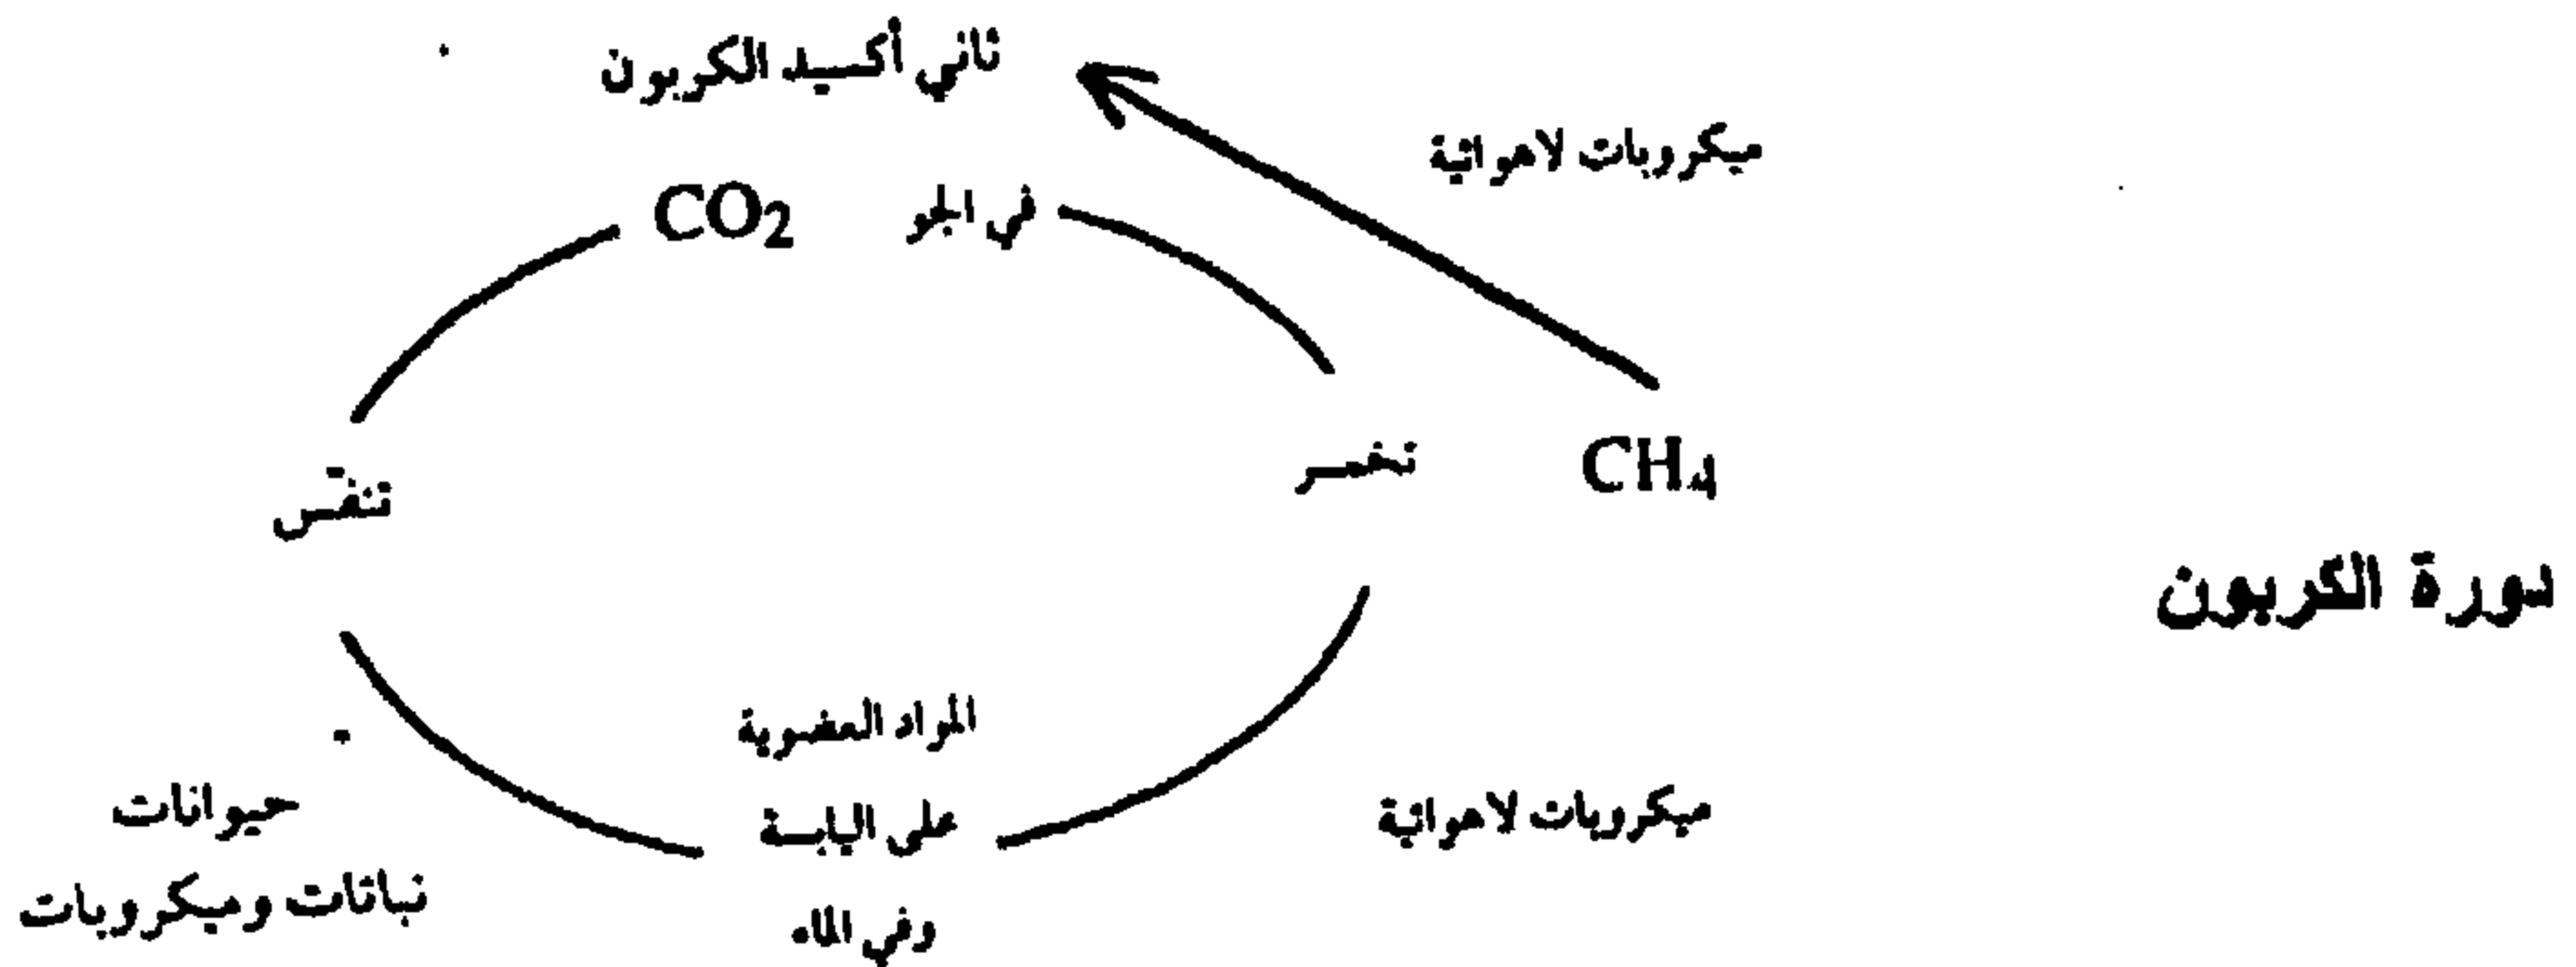 ثاني أكسيد الكربون
ميكروبات لاهوائية
في الجو CO2
تخمر
CH4
تنفّس
دورة الكربون
المواد العضوية
على اليابسة
وفي الماء
ميكروبات لاهوائية
حيوانات
نباتات وميكروبات